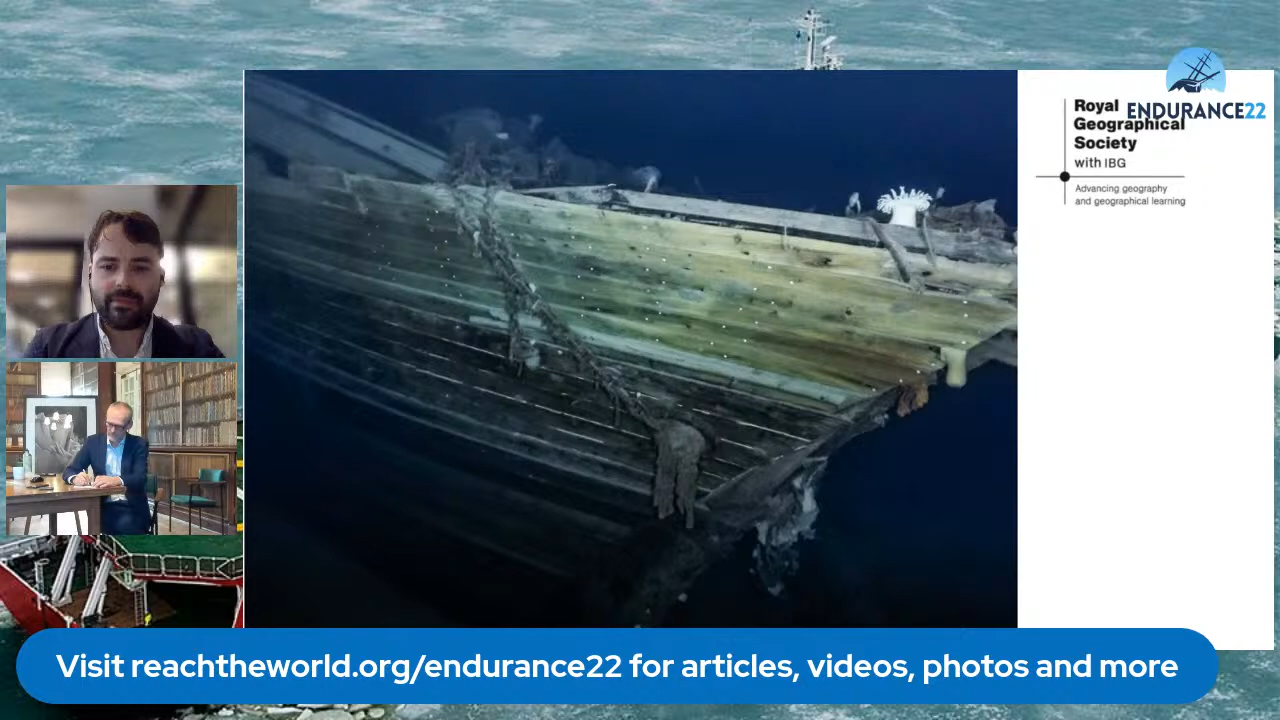 Royal
Geographical
Society
with IBG
Advancing geography
and geographical learning
ENDURANCE22
Visit reachtheworld.org/endurance22 for articles, videos, photos and more